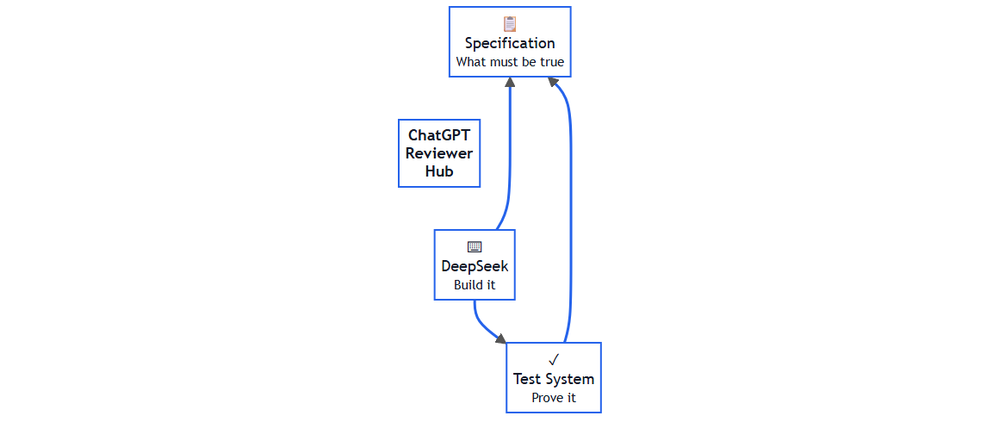 Specification
What must be true
ChatGPT
Reviewer
Hub
DeepSeek
Build it
Test System
Prove it